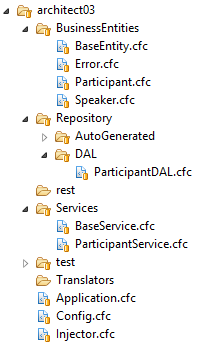 architect03
BusinessEntities
BaseEntity.cfc
Error.cfc
Participant.cfc
Speaker.cfc
Repository
AutoGenerated
DAL
ParticipantDAL.cfc
rest
Services
BaseService.cfc
ParticipantService.cfc
test
Translators
Application.cfc
Config.cfc
Injector.cfc